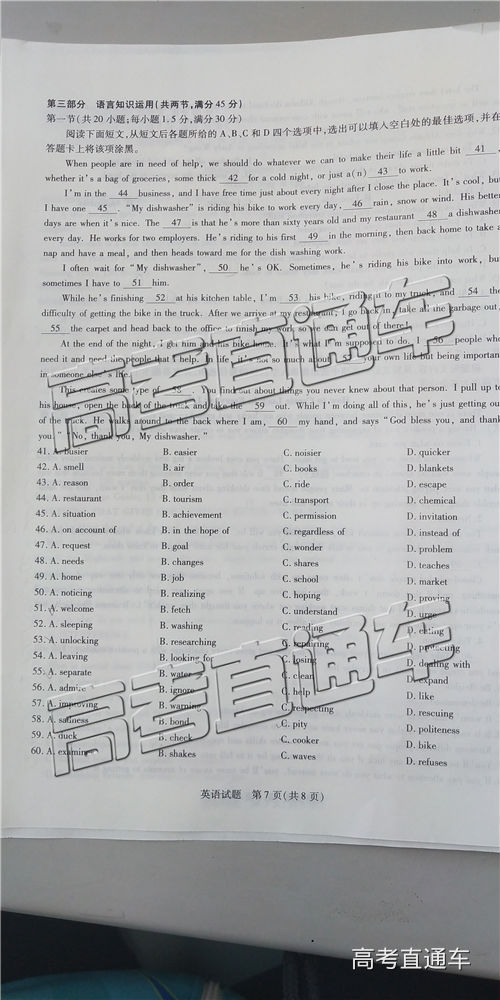 第三部分 语言知识运用(共两节,满分45分)
第一节(共20小题;每小题1.5分,满分30分)
阅读下面短文,从短文后各题所给的A、B、C和D四个选项中,选出可以填入空白处的最佳选项,并在
答题卡上将该项涂黑。
When people are in need of help, we should do whatever we can to make their life a little bit 41 ,
whether it's a bag of groceries, some thick 42 for a cold night, or just a(n) 43 to work.
I'm in the 44 business, and I have free time just about every night after I close the place. It's cool, but
I have one 45 . "My dishwasher" is riding his bike to work every day, 46 rain, snow or wind. His better
days are when it's nice. The 47 is that he's more than sixty years old and my restaurant 48 a dishwasher
every day. He works for two employers. He's riding to his first 49 in the morning, then back home to take a
nap and have a meal, and then heads toward me for the dish washing work.
I often wait for "My dishwasher", 50 he's OK. Sometimes, he's riding his bike into work, but
sometimes I have to 51 him.
While he's finishing 52 at his kitchen table, I'm 53 his bike, riding it to my truck, and 54 the
difficulty of getting the bike in the truck. After we arrive at my restaurant, I go back in, take all the garbage out,
55 the carpet and head back to the office to finish my work so we can get out of there!
At the end of the night, I get him and his bike home. It's what I'm supposed to do. I 56 people who
need it and need people that I help. In life, it's not so much about 57 your own life but being important
in someone else's life.
This creates some type of 58 . You find out about things you never knew about that person. I pull up to
his house, open the back of the truck and take the 59 out. While I'm doing all of this, he's just getting out
of the truck. He walks around to the back where I am, 60 my hand, and says "God bless you, and thank
you." "No, thank you, My dishwasher."
41. A. busier B. easier C. noisier D. quicker
42. A. smell B. air C. books D. blankets
43. A. reason B. order C. ride D. escape
44. A. restaurant B. tourism C. transport D. chemical
45. A. situation B. achievement C. permission D. invitation
46. A. on account of B. in the hope of C. regardless of D. instead of
47. A. request B. goal C. wonder D. problem
48. A. needs B. changes C. shares D. teaches
49. A. home B. job C. school D. market
50. A. noticing B. realizing C. hoping D. proving
51. A. welcome B. fetch C. understand D. urge
52. A. sleeping B. washing C. reading D. eating
53. A. unlocking B. researching C. repairing D. protecting
54. A. leaving B. looking for C. losing D. dealing with
55. A. separate B. water C. clean D. expand
56. A. admire B. ignore C. help D. like
57. A. improving B. warning C. respecting D. rescuing
58. A. sadness B. bond C. pity D. politeness
59. A. duck B. check C. cooker D. bike
60. A. examines B. shakes C. waves D. refuses
英语试题 第7页(共8页)
高考直通车
高考直通车
高考直通车